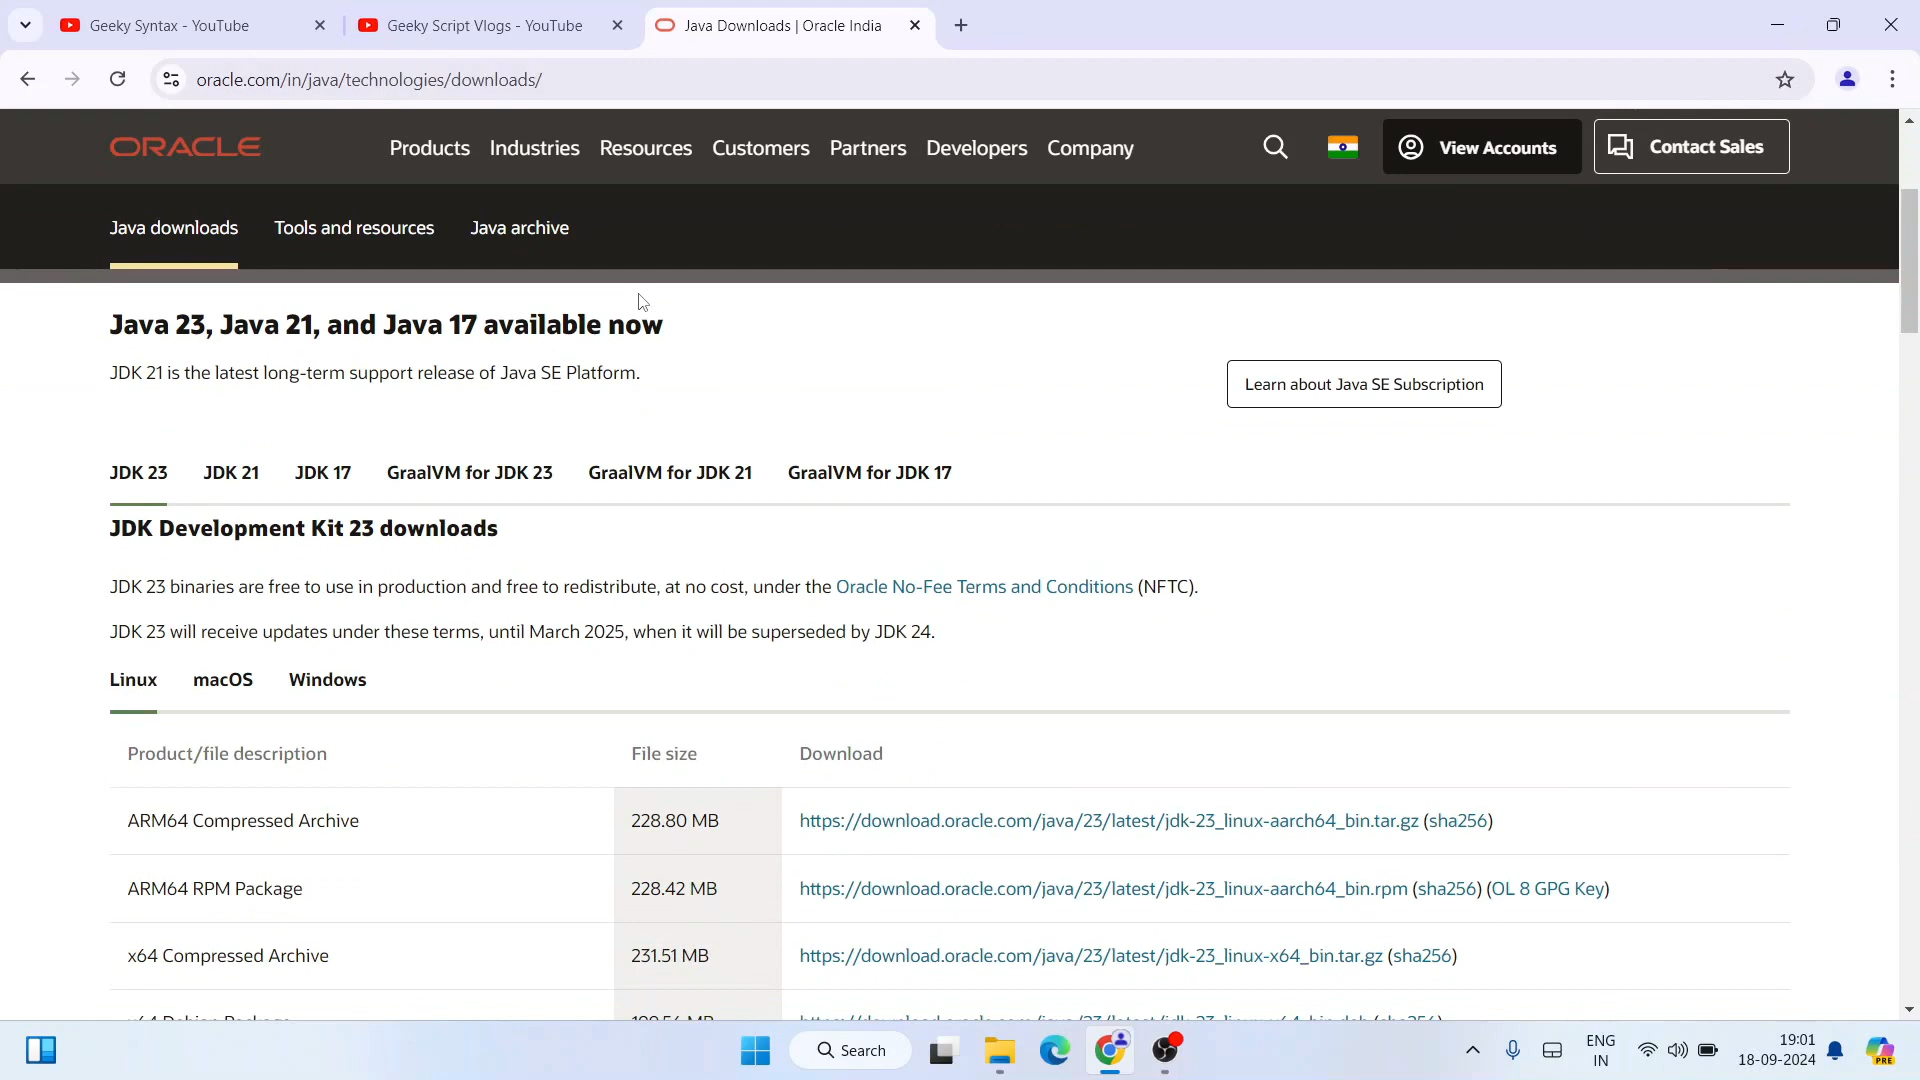 Geeky Syntax - YouTube
Geeky Script Vlogs - YouTube
Java Downloads | Oracle India
oracle.com/in/java/technologies/downloads/
ORACLE
Products Industries Resources Customers Partners Developers Company
View Accounts
Contact Sales
Java downloads Tools and resources Java archive
Java 23, Java 21, and Java 17 available now
JDK 21 is the latest long-term support release of Java SE Platform.
Learn about Java SE Subscription
JDK 23 JDK 21 JDK 17 GraalVM for JDK 23 GraalVM for JDK 21 GraalVM for JDK 17
JDK Development Kit 23 downloads
JDK 23 binaries are free to use in production and free to redistribute, at no cost, under the Oracle No-Fee Terms and Conditions (NFTC).
JDK 23 will receive updates under these terms, until March 2025, when it will be superseded by JDK 24.
Linux macOS Windows
Product/file description File size Download
ARM64 Compressed Archive 228.80 MB https://download.oracle.com/java/23/latest/jdk-23_linux-aarch64_bin.tar.gz (sha256)
ARM64 RPM Package 228.42 MB https://download.oracle.com/java/23/latest/jdk-23_linux-aarch64_bin.rpm (sha256) (OL 8 GPG Key)
x64 Compressed Archive 231.51 MB https://download.oracle.com/java/23/latest/jdk-23_linux-x64_bin.tar.gz (sha256)
Search
ENG
IN
19:01
18-09-2024
PRE